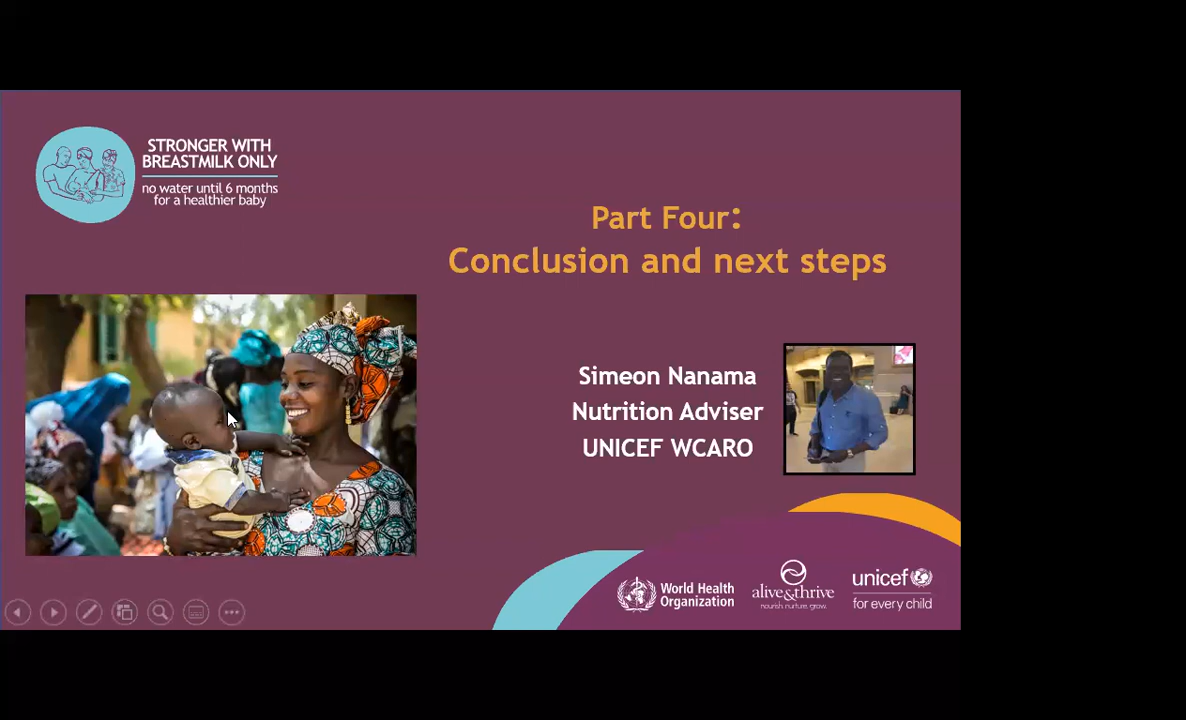 STRONGER WITH
BREASTMILK ONLY
no water until 6 months
for a healthier baby
Part Four:
Conclusion and next steps
Simeon Nanama
Nutrition Adviser
UNICEF WCARO
World Health
Organization
alive&thrive
nourish. nurture. grow.
unicef
for every child